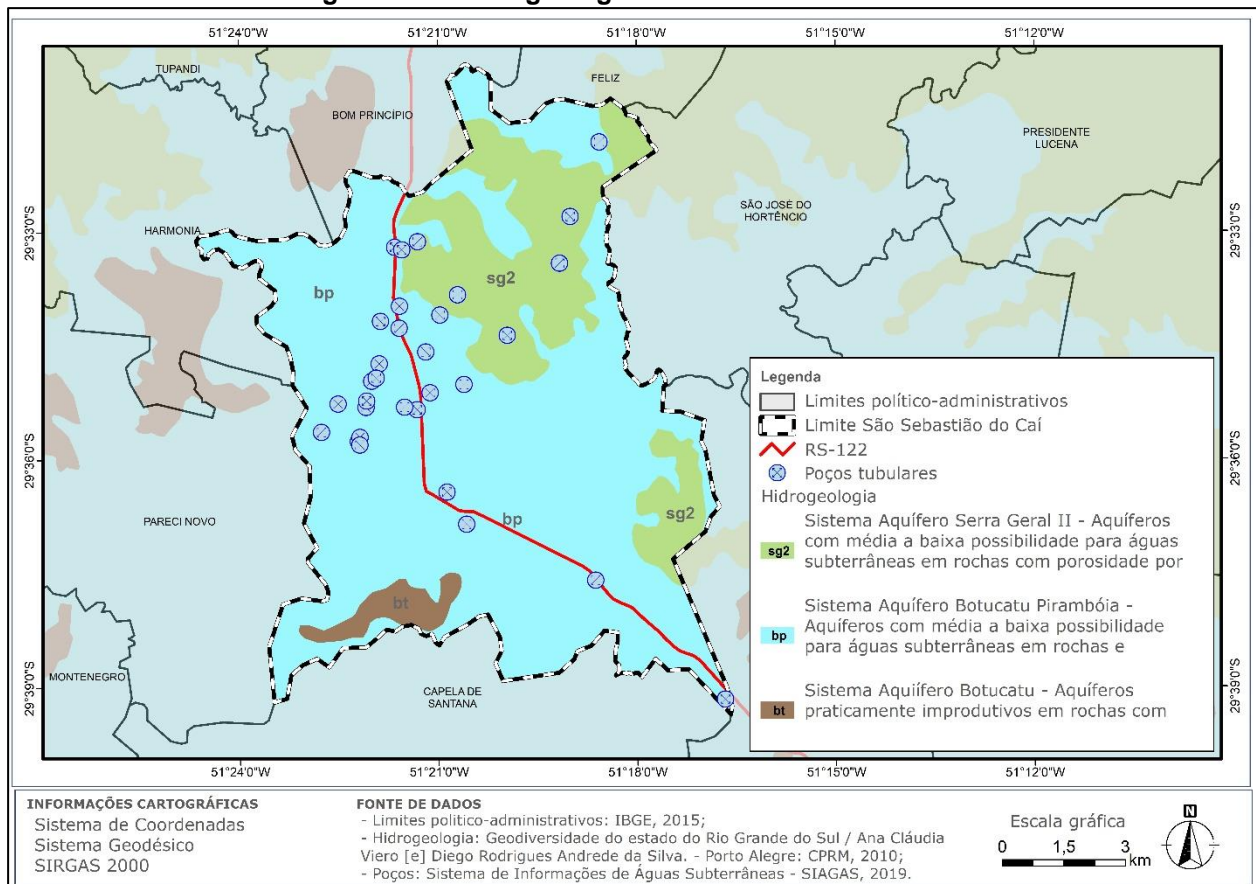 51°24'0"W 51°21'0"W 51°18'0"W 51°15'0"W 51°12'0"W
TUPANDI
FELIZ
BOM PRINCÍPIO
PRESIDENTE
LUCENA
SÃO JOSÉ DO
HORTÊNCIO
29°33'0"S
HARMONIA
29°33'0"S
bp
sg2
Legenda
Limites político-administrativos
Limite São Sebastião do Caí
RS-122
Poços tubulares
Hidrogeologia
sg2
Sistema Aquífero Serra Geral II - Aquíferos
com média a baixa possibilidade para águas
subterrâneas em rochas com porosidade por
bp
Sistema Aquífero Botucatu Pirambóia -
Aquíferos com média a baixa possibilidade
para águas subterrâneas em rochas e
bt
Sistema Aquiífero Botucatu - Aquíferos
praticamente improdutivos em rochas com
29°36'0"S
29°36'0"S
PARECI NOVO
bp
sg2
bt
29°39'0"S
MONTENEGRO
CAPELA DE
SANTANA
29°39'0"S
51°24'0"W 51°21'0"W 51°18'0"W 51°15'0"W 51°12'0"W
INFORMAÇÕES CARTOGRÁFICAS
Sistema de Coordenadas
Sistema Geodésico
SIRGAS 2000
FONTE DE DADOS
- Limites politico-administrativos: IBGE, 2015;
- Hidrogeologia: Geodiversidade do estado do Rio Grande do Sul / Ana Cláudia
Viero [e] Diego Rodrigues Andrede da Silva. - Porto Alegre: CPRM, 2010;
- Poços: Sistema de Informações de Águas Subterrâneas - SIAGAS, 2019.
Escala gráfica
0 1,5 3
km
N